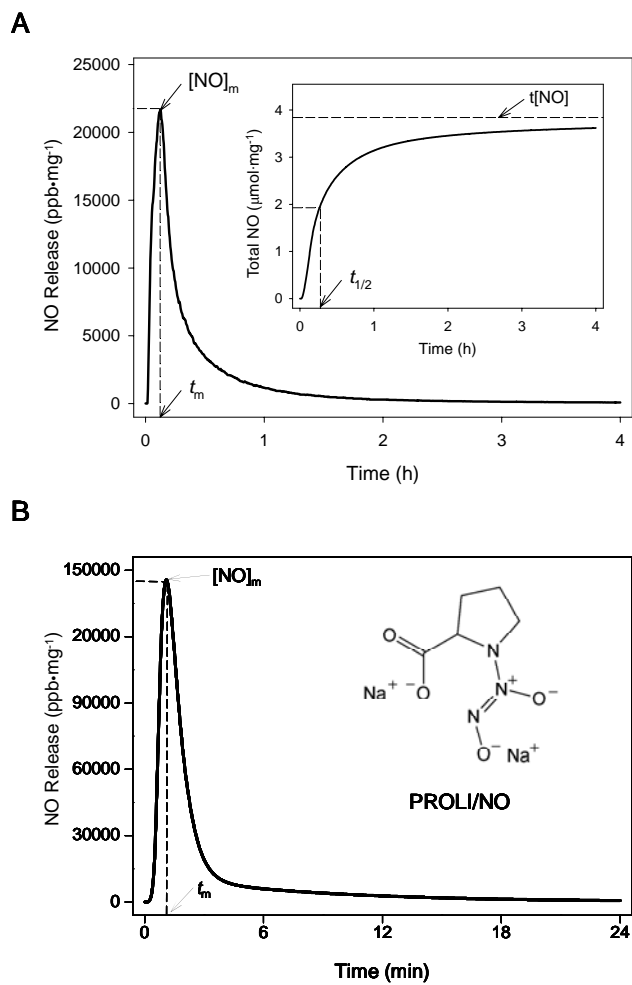 A
25000
20000
15000
10000
5000
0
NO Release (ppb•mg⁻¹)
[NO]m
tm
0 1 2 3 4
Time (h)
4
3
2
1
0
Total NO (μmol·mg⁻¹)
t[NO]
t1/2
0 1 2 3 4
Time (h)
B
150000
20000
90000
60000
30000
0
NO Release (ppb•mg⁻¹)
[NO]m
tm
O
N
Na⁺ ⁻O
N⁺
O⁻
N
O⁻ Na⁺
PROLI/NO
0 6 12 18 24
Time (min)